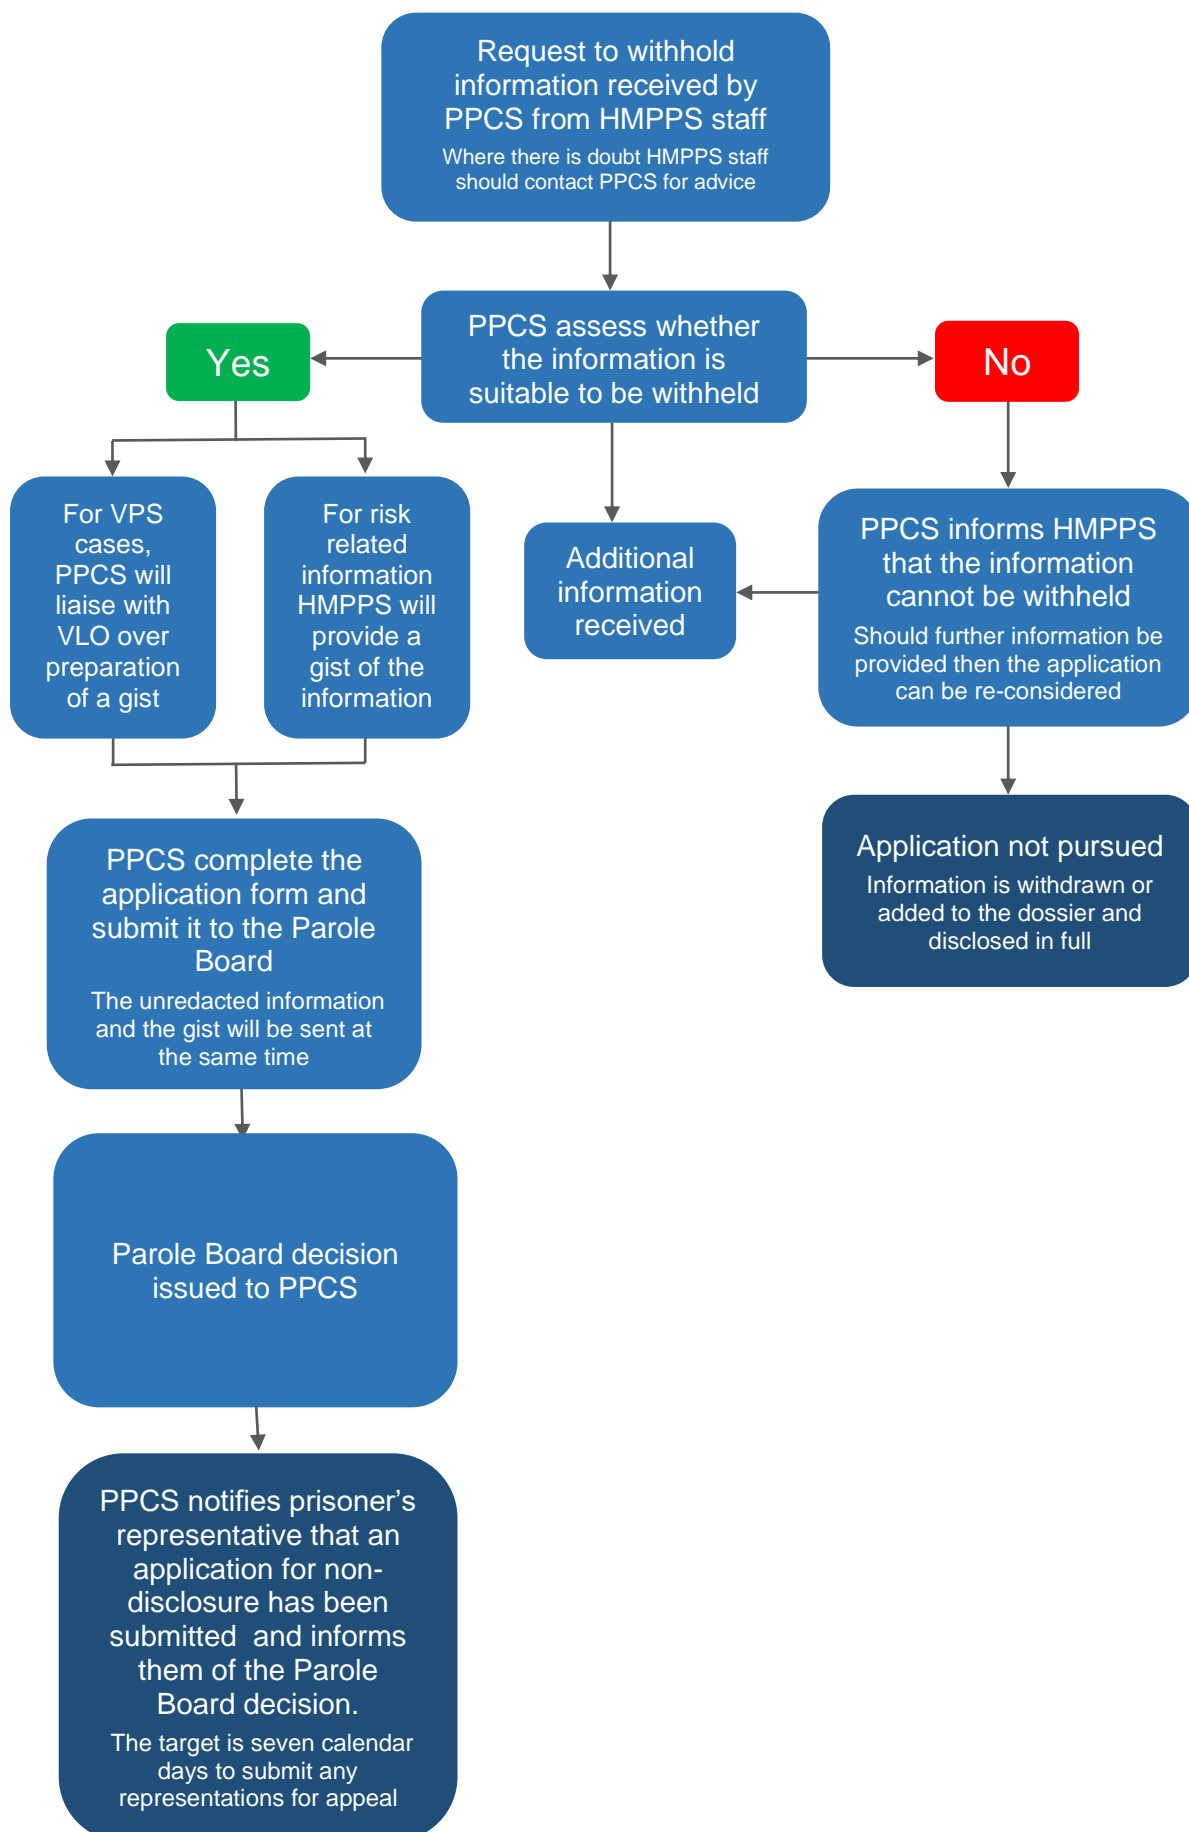 Request to withhold
information received by
PPCS from HMPPS staff
Where there is doubt HMPPS staff
should contact PPCS for advice
PPCS assess whether
the information is
suitable to be withheld
Yes
No
For VPS
cases,
PPCS will
liaise with
VLO over
preparation
of a gist
For risk
related
information
HMPPS will
provide a
gist of the
information
Additional
information
received
PPCS informs HMPPS
that the information
cannot be withheld
Should further information be
provided then the application
can be re-considered
PPCS complete the
application form and
submit it to the Parole
Board
The unredacted information
and the gist will be sent at
the same time
Application not pursued
Information is withdrawn or
added to the dossier and
disclosed in full
Parole Board decision
issued to PPCS
PPCS notifies prisoner’s
representative that an
application for non-
disclosure has been
submitted  and informs
them of the Parole
Board decision.
The target is seven calendar
days to submit any
representations for appeal